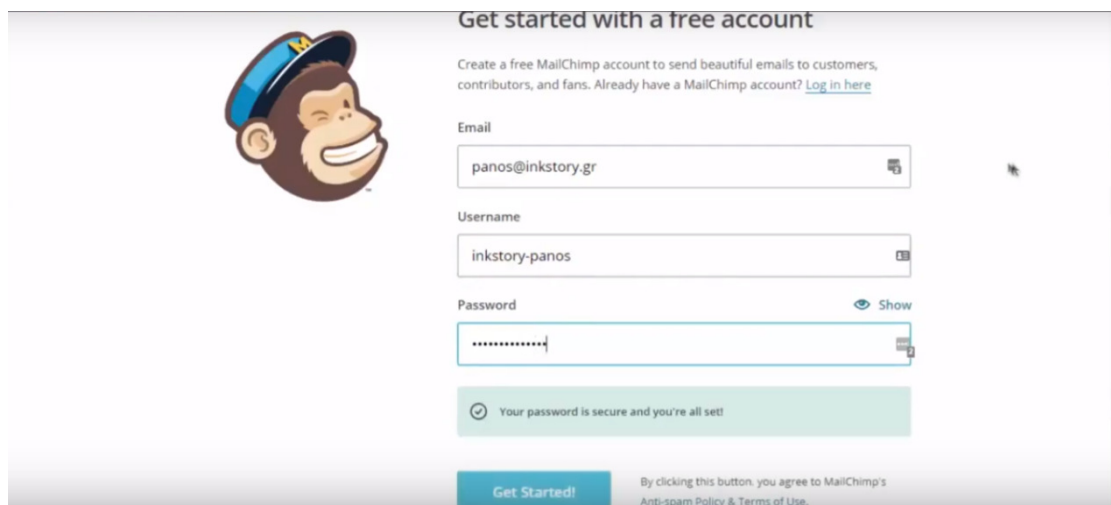 Get started with a free account
Create a free MailChimp account to send beautiful emails to customers,
contributors, and fans. Already have a MailChimp account? Log in here
Email
panos@inkstory.gr
Username
inkstory-panos
Password
Show
••••••••••••••
Your password is secure and you're all set!
Get Started!
By clicking this button, you agree to MailChimp's
Anti-spam Policy & Terms of Use.
M